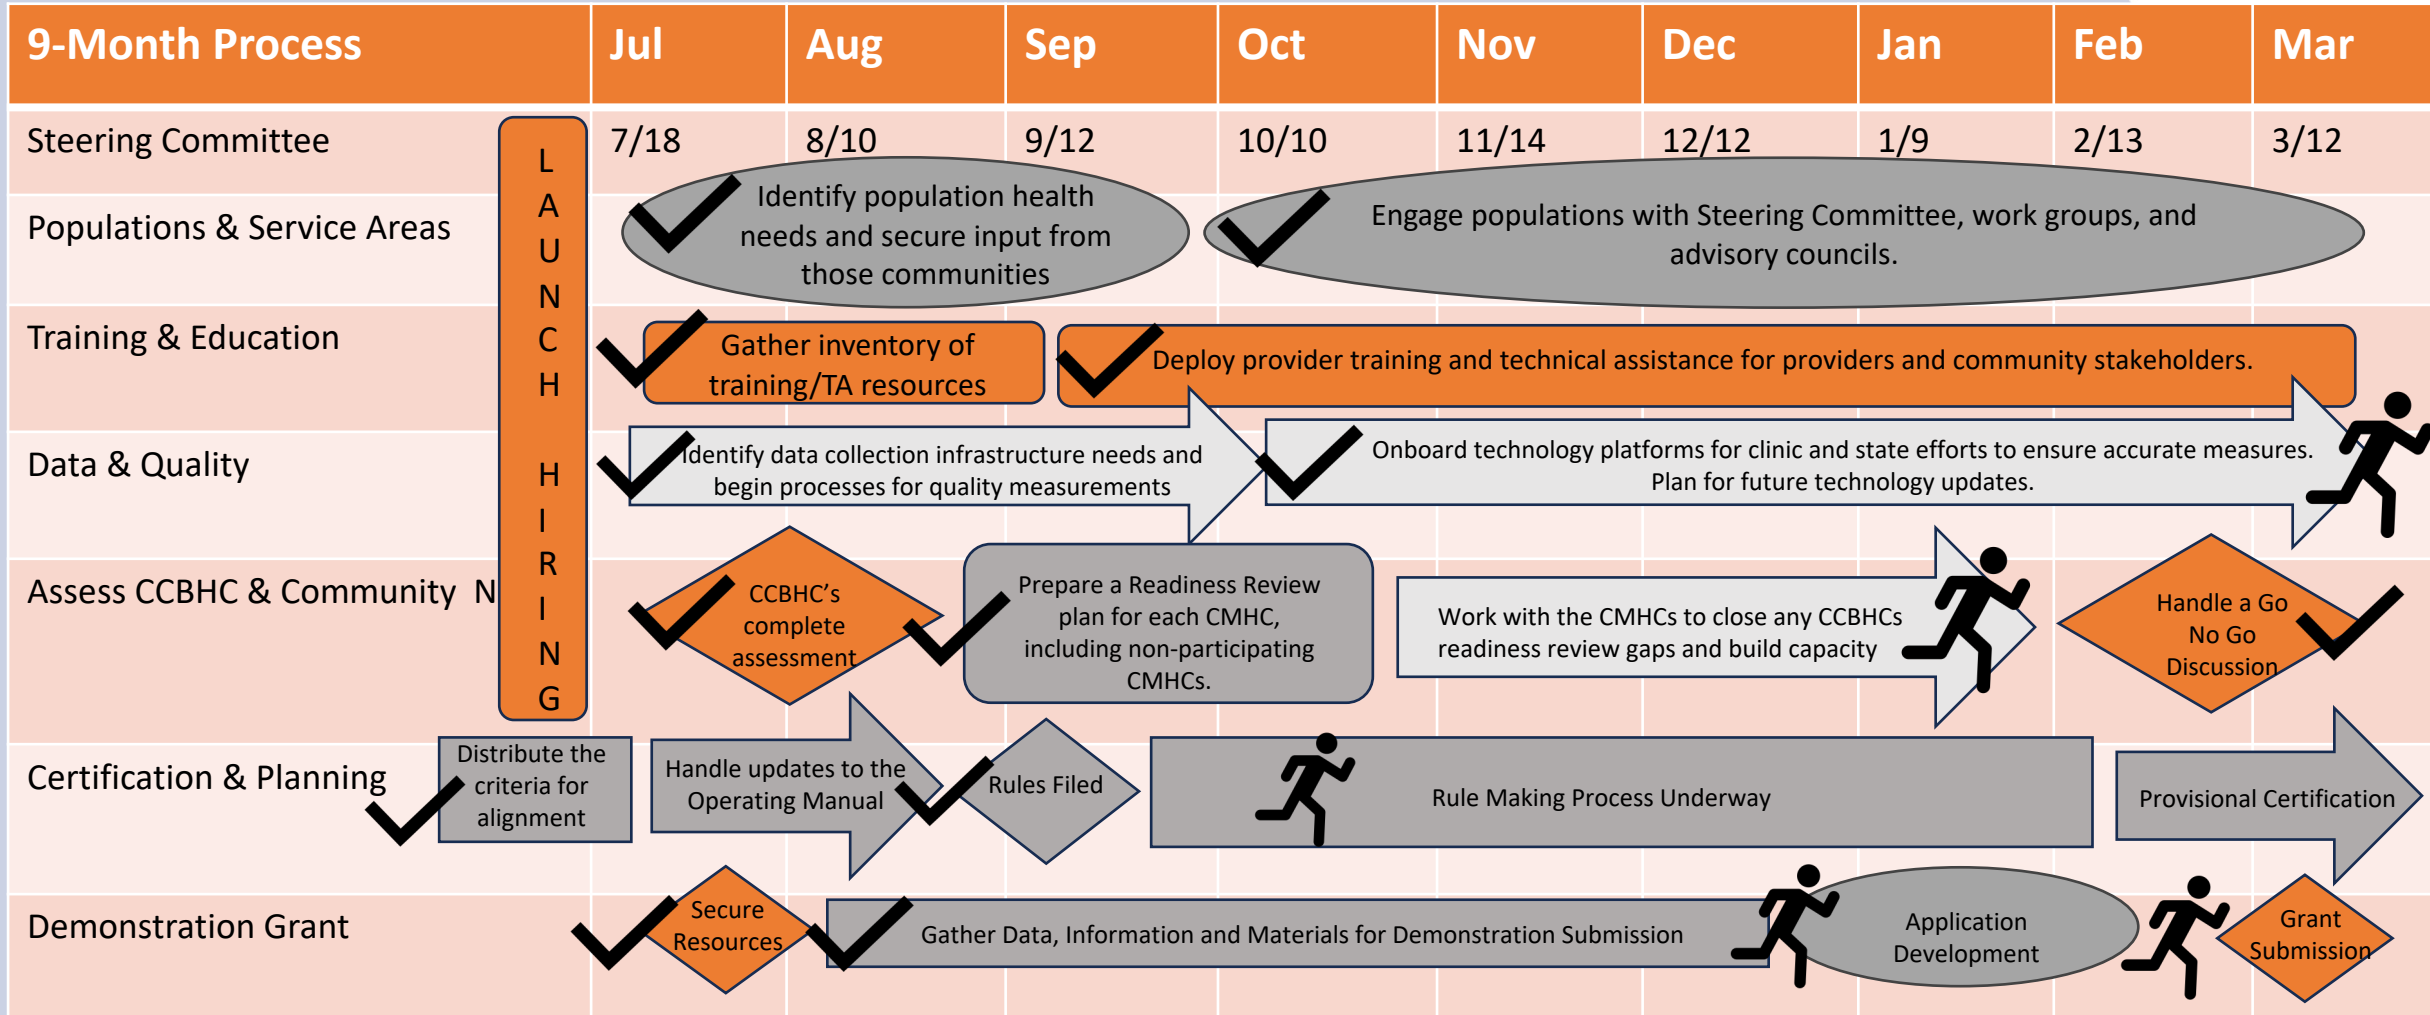 9-Month Process
Jul
Aug
Sep
Oct
Nov
Dec
Jan
Feb
Mar
Steering Committee
7/18
8/10
9/12
10/10
11/14
12/12
1/9
2/13
3/12
L
A
U
N
C
H
H
I
R
I
N
G
Populations & Service Areas
Identify population health
needs and secure input from
those communities
Engage populations with Steering Committee, work groups, and
advisory councils.
Training & Education
Gather inventory of
training/TA resources
Deploy provider training and technical assistance for providers and community stakeholders.
Data & Quality
Identify data collection infrastructure needs and
begin processes for quality measurements
Onboard technology platforms for clinic and state efforts to ensure accurate measures.
Plan for future technology updates.
Assess CCBHC & Community N
CCBHC's
complete
assessment
Prepare a Readiness Review
plan for each CMHC,
including non-participating
CMHCs.
Work with the CMHCs to close any CCBHCs
readiness review gaps and build capacity
Handle a Go
No Go
Discussion
Certification & Planning
Distribute the
criteria for
alignment
Handle updates to the
Operating Manual
Rules Filed
Rule Making Process Underway
Provisional Certification
Demonstration Grant
Secure
Resources
Gather Data, Information and Materials for Demonstration Submission
Application
Development
Grant
Submission